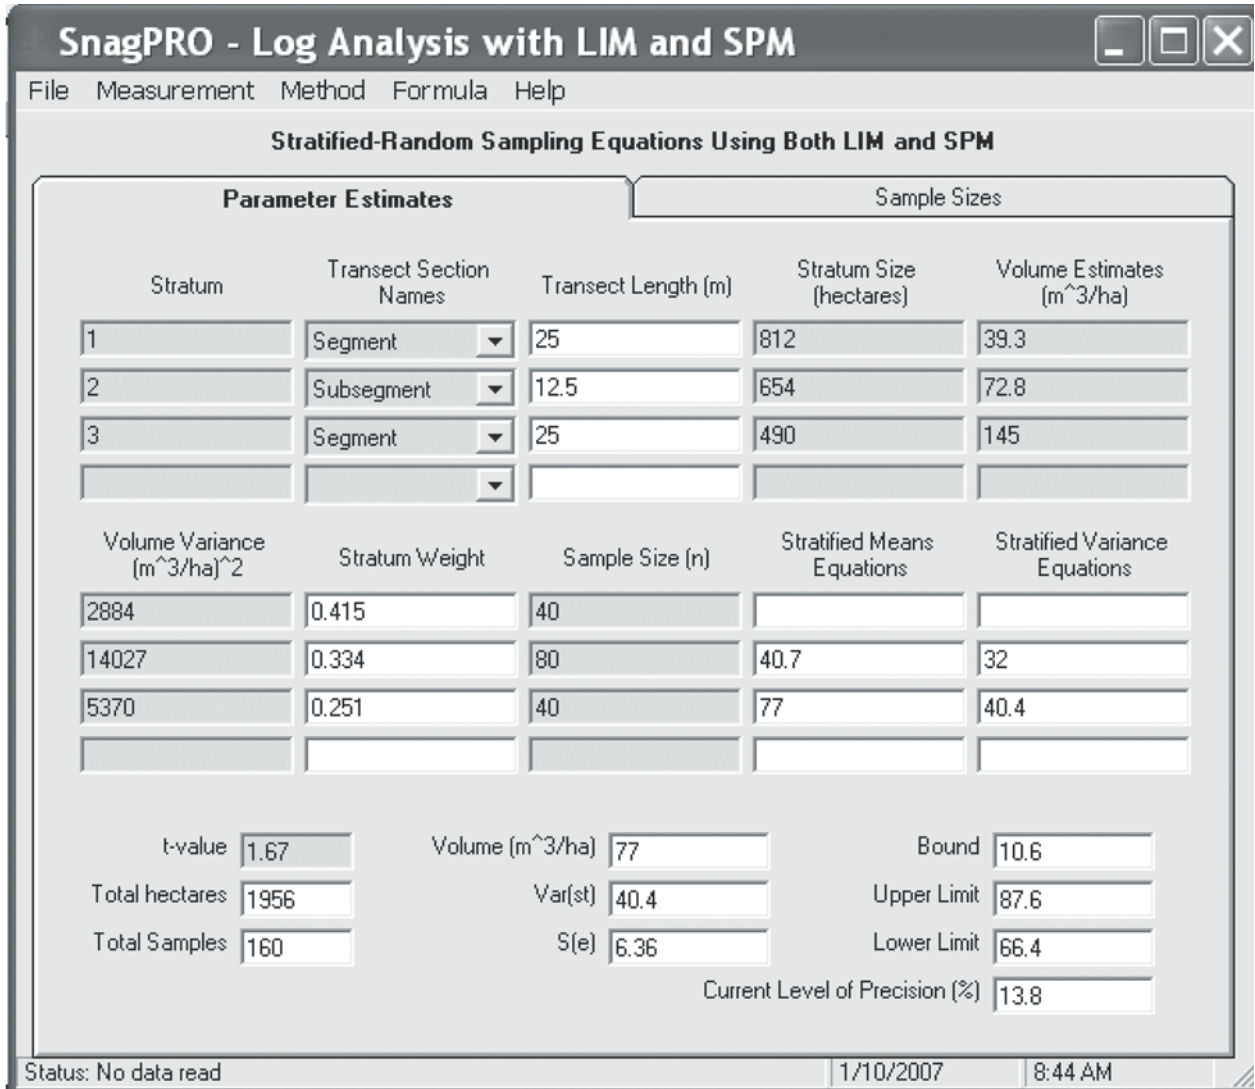 SnagPRO - Log Analysis with LIM and SPM
File Measurement Method Formula Help
Stratified-Random Sampling Equations Using Both LIM and SPM
Parameter Estimates Sample Sizes
Stratum Transect Section Names Transect Length (m) Stratum Size (hectares) Volume Estimates (m^3/ha)
1 Segment 25 812 39.3
2 Subsegment 12.5 654 72.8
3 Segment 25 490 145
Volume Variance (m^3/ha)^2 Stratum Weight Sample Size (n) Stratified Means Equations Stratified Variance Equations
2884 0.415 40
14027 0.334 80 40.7 32
5370 0.251 40 77 40.4
t-value 1.67 Volume (m^3/ha) 77 Bound 10.6
Total hectares 1956 Var(st) 40.4 Upper Limit 87.6
Total Samples 160 S(e) 6.36 Lower Limit 66.4
Current Level of Precision (%) 13.8
Status: No data read 1/10/2007 8:44 AM